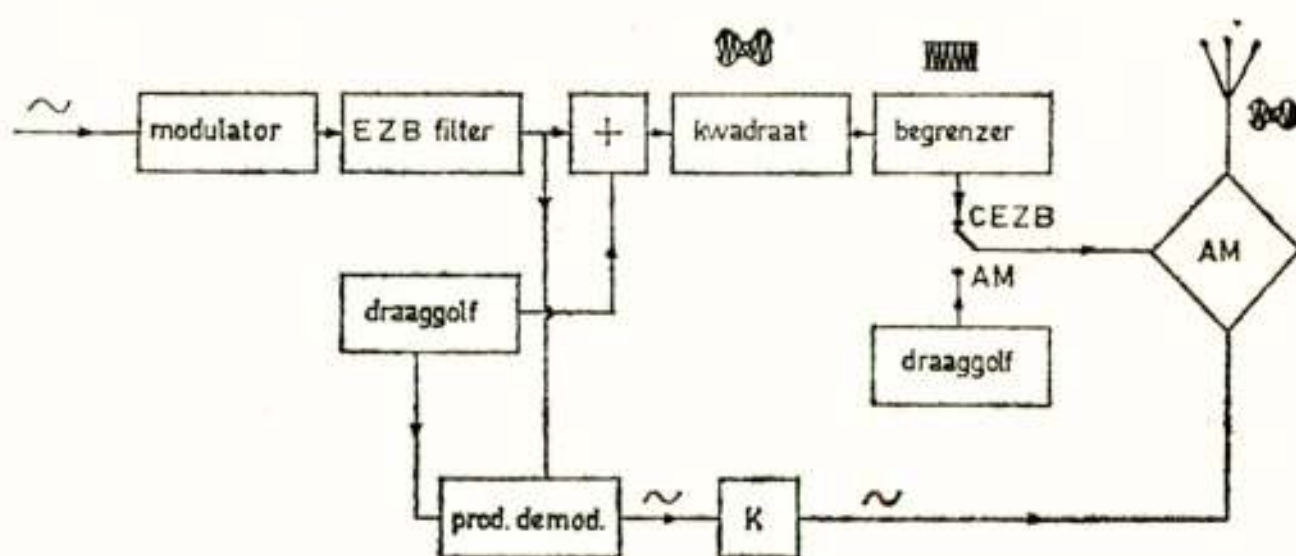 modulator
EZB filter
+
kwadraat
begrenzer
CEZB
AM
AM
draaggolf
draaggolf
prod. demod.
K